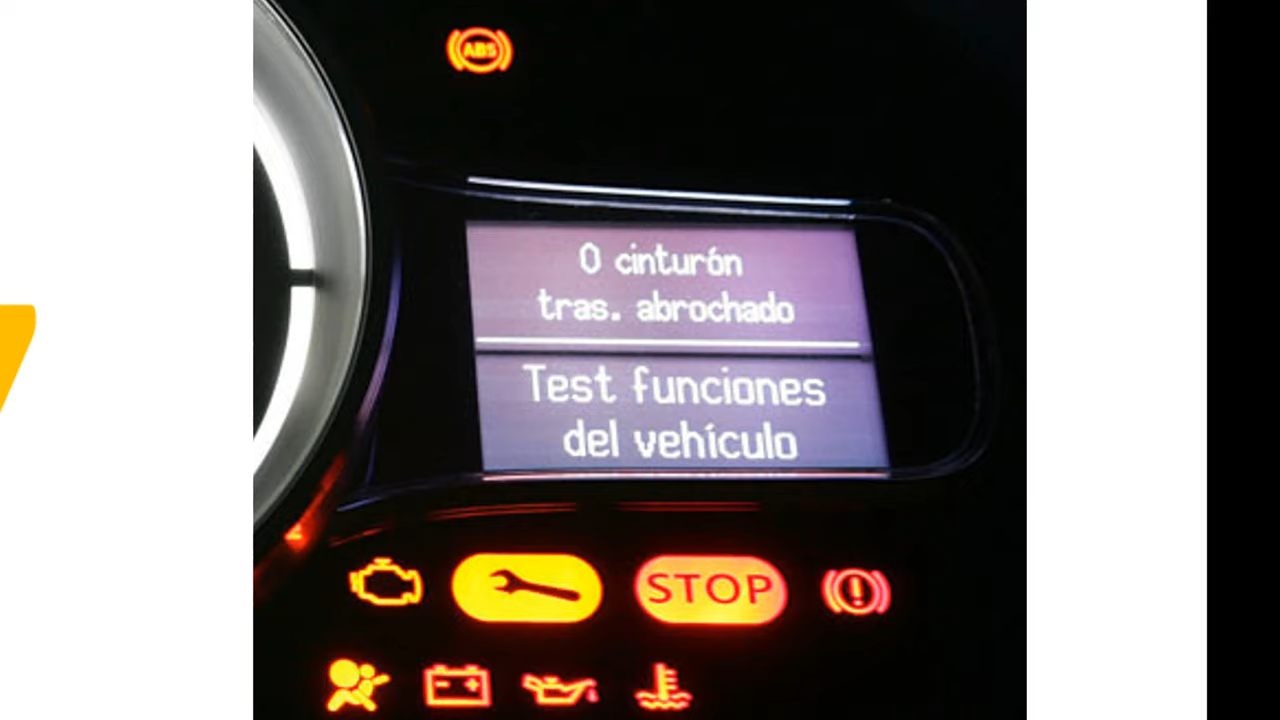 ABS
0 cinturón
tras. abrochado
Test funciones
del vehículo
STOP